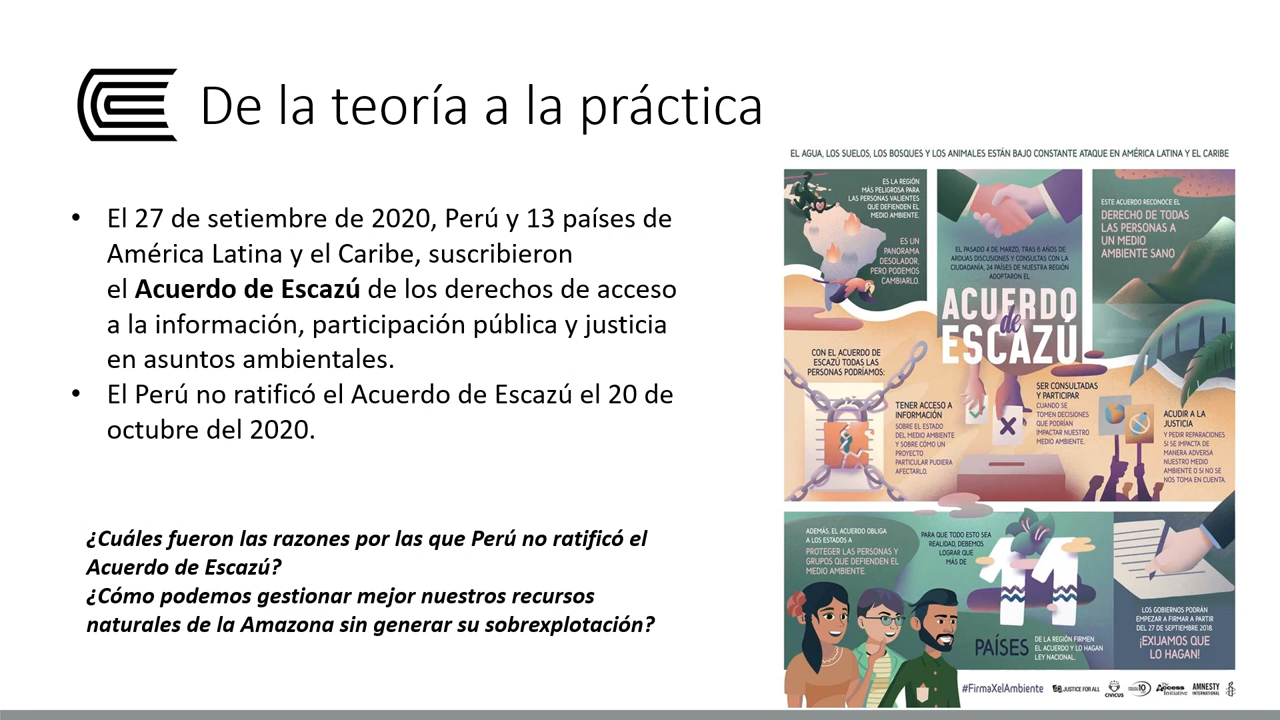 De la teoría a la práctica
• El 27 de setiembre de 2020, Perú y 13 países de
América Latina y el Caribe, suscribieron
el Acuerdo de Escazú de los derechos de acceso
a la información, participación pública y justicia
en asuntos ambientales.
• El Perú no ratificó el Acuerdo de Escazú el 20 de
octubre del 2020.
¿Cuáles fueron las razones por las que Perú no ratificó el
Acuerdo de Escazú?
¿Cómo podemos gestionar mejor nuestros recursos
naturales de la Amazona sin generar su sobrexplotación?
EL AGUA, LOS SUELOS, LOS BOSQUES Y LOS ANIMALES ESTÁN BAJO CONSTANTE ATAQUE EN AMÉRICA LATINA Y EL CARIBE
ES LA REGIÓN
MÁS PELIGROSA PARA
LAS PERSONAS VALIENTES
QUE DEFIENDEN EL
MEDIO AMBIENTE.
ES UN
PANORAMA
DESOLADOR,
PERO PODEMOS
CAMBIARLO.
EL PASADO 4 DE MARZO, TRAS 6 AÑOS DE
ARDUAS DISCUSIONES Y CONSULTAS CON LA
CIUDADANÍA, 24 PAÍSES DE NUESTRA REGIÓN
ADOPTARON EL
ACUERDO
de
ESCAZÚ
ESTE ACUERDO RECONOCE EL
DERECHO DE TODAS
LAS PERSONAS A
UN MEDIO
AMBIENTE SANO
CON EL ACUERDO DE
ESCAZÚ TODAS LAS
PERSONAS PODRÍAMOS:
TENER ACCESO A
INFORMACIÓN
SOBRE EL ESTADO
DEL MEDIO AMBIENTE
Y SOBRE CÓMO UN
PROYECTO
PARTICULAR PUDIERA
AFECTARLO.
SER CONSULTADAS
Y PARTICIPAR
CUANDO SE
TOMEN DECISIONES
QUE PODRÍAN
IMPACTAR NUESTRO
MEDIO AMBIENTE.
ACUDIR A LA
JUSTICIA
Y PEDIR REPARACIONES
SI SE IMPACTA DE
MANERA ADVERSA
NUESTRO MEDIO
AMBIENTE O SI NO SE
NOS TOMA EN CUENTA.
ADEMÁS, EL ACUERDO OBLIGA
A LOS ESTADOS A
PROTEGER LAS PERSONAS Y
GRUPOS QUE DEFIENDEN EL
MEDIO AMBIENTE.
PARA QUE TODO ESTO SEA
REALIDAD, DEBEMOS
LOGRAR QUE
MÁS DE
11
PAÍSES
DE LA REGIÓN FIRMEN
EL ACUERDO Y LO HAGAN
LEY NACIONAL.
LOS GOBIERNOS PODRÁN
EMPEZAR A FIRMAR A PARTIR
DEL 27 DE SEPTIEMBRE 2018.
¡EXIJAMOS QUE
LO HAGAN!
#FirmaXelAmbiente
JUSTICE FOR ALL
CIVICUS
The Access Initiative
AMNESTY
INTERNATIONAL